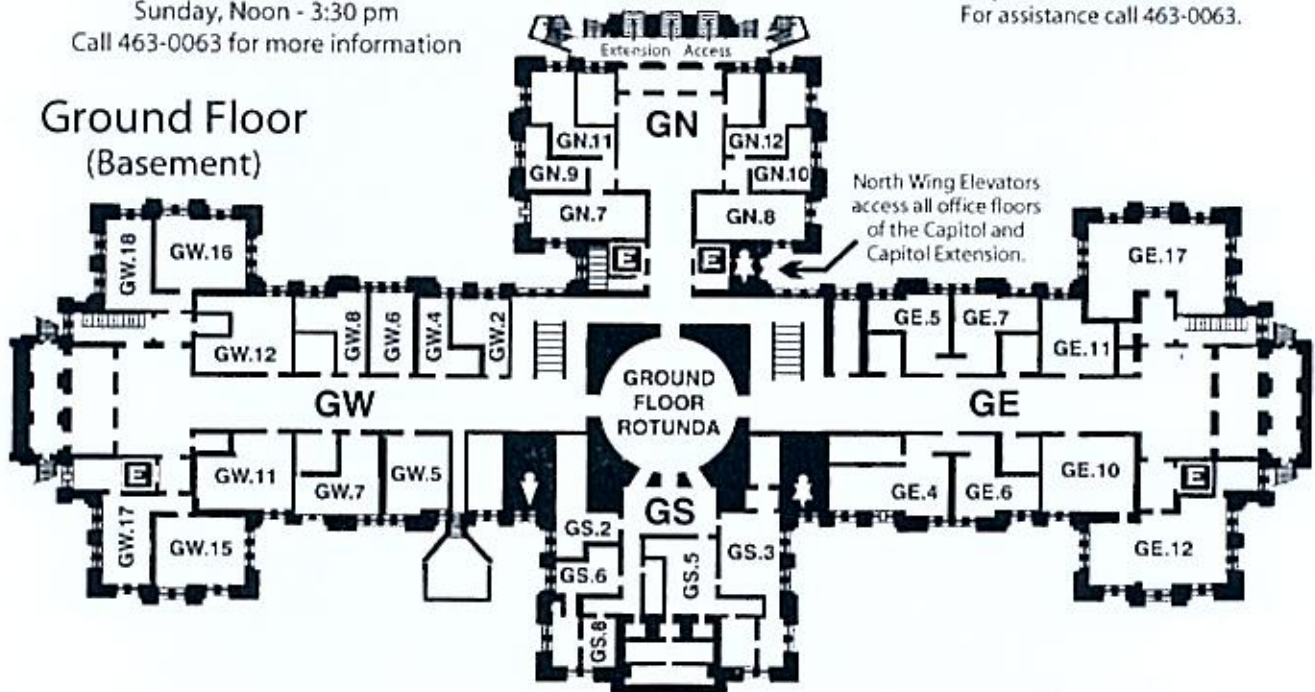 Sunday, Noon - 3:30 pm
Call 463-0063 for more information
For assistance call 463-0063.
Extension Access
Ground Floor
(Basement)
GN
GN.11
GN.12
GN.9
GN.10
GN.7
GN.8
E
E
North Wing Elevators
access all office floors
of the Capitol and
Capitol Extension.
GW.18
GW.16
GE.17
GW.12
GW.8
GW.6
GW.4
GW.2
GE.5
GE.7
GE.11
GROUND
FLOOR
ROTUNDA
GW
GE
E
GW.11
GW.7
GW.5
GE.4
GE.6
GE.10
E
GS
GW.17
GW.15
GS.2
GS.3
GE.12
GS.6
GS.5
GS.8